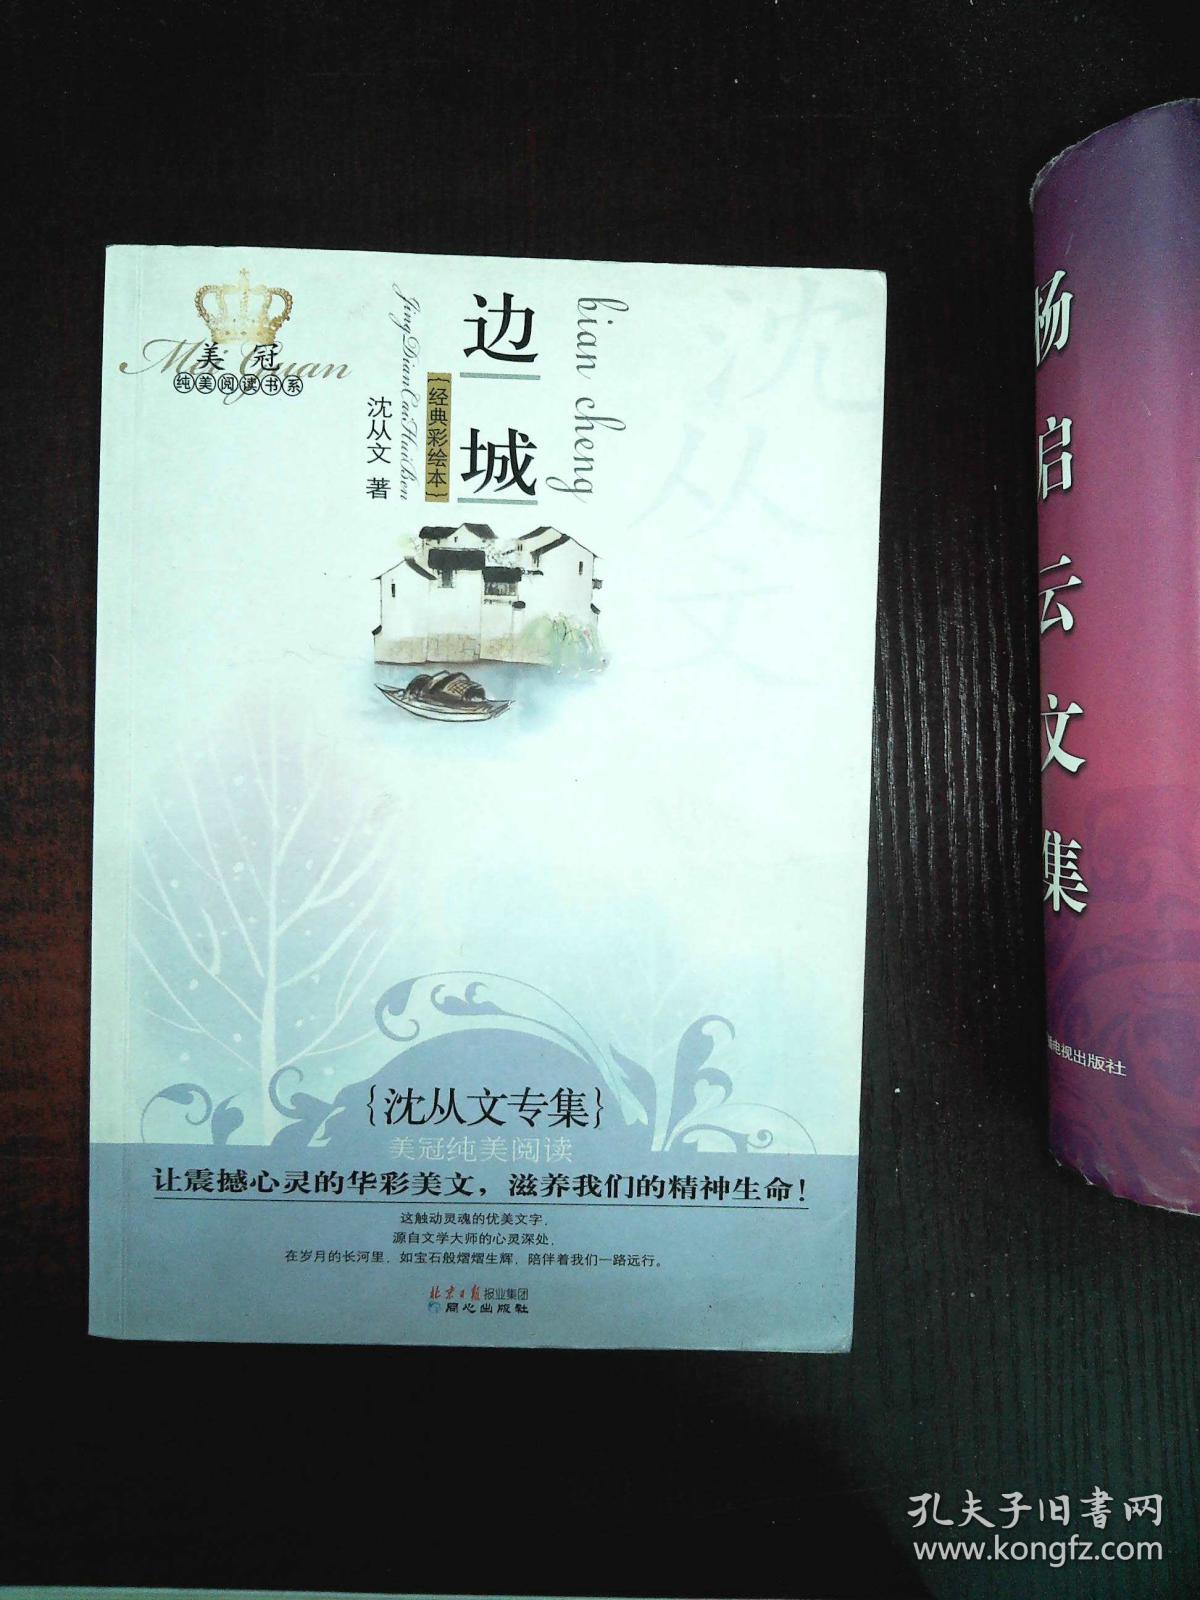 美冠
Mei Guan
纯美阅读书系
bian cheng
边城
{经典彩绘本}
JingDianCaiHuiBen
沈从文 著
沈从文
{沈从文专集}
美冠纯美阅读
让震撼心灵的华彩美文，滋养我们的精神生命！
这触动灵魂的优美文字，
源自文学大师的心灵深处，
在岁月的长河里，如宝石般熠熠生辉，陪伴着我们一路远行。
北京日报报业集团
同心出版社
杨启云文集
电视出版社
孔夫子旧书网
www.kongfz.com